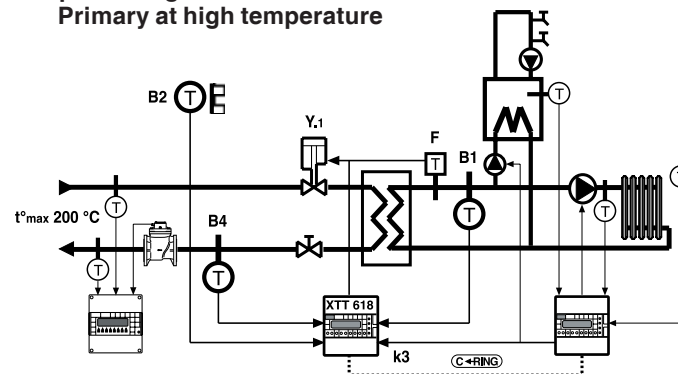 Primary at high temperature
B2
T
Y.1
F
T
B1
T
T
t°max 200 °C
T
B4
T
T
T
T
XTT 618
k3
C◄RING